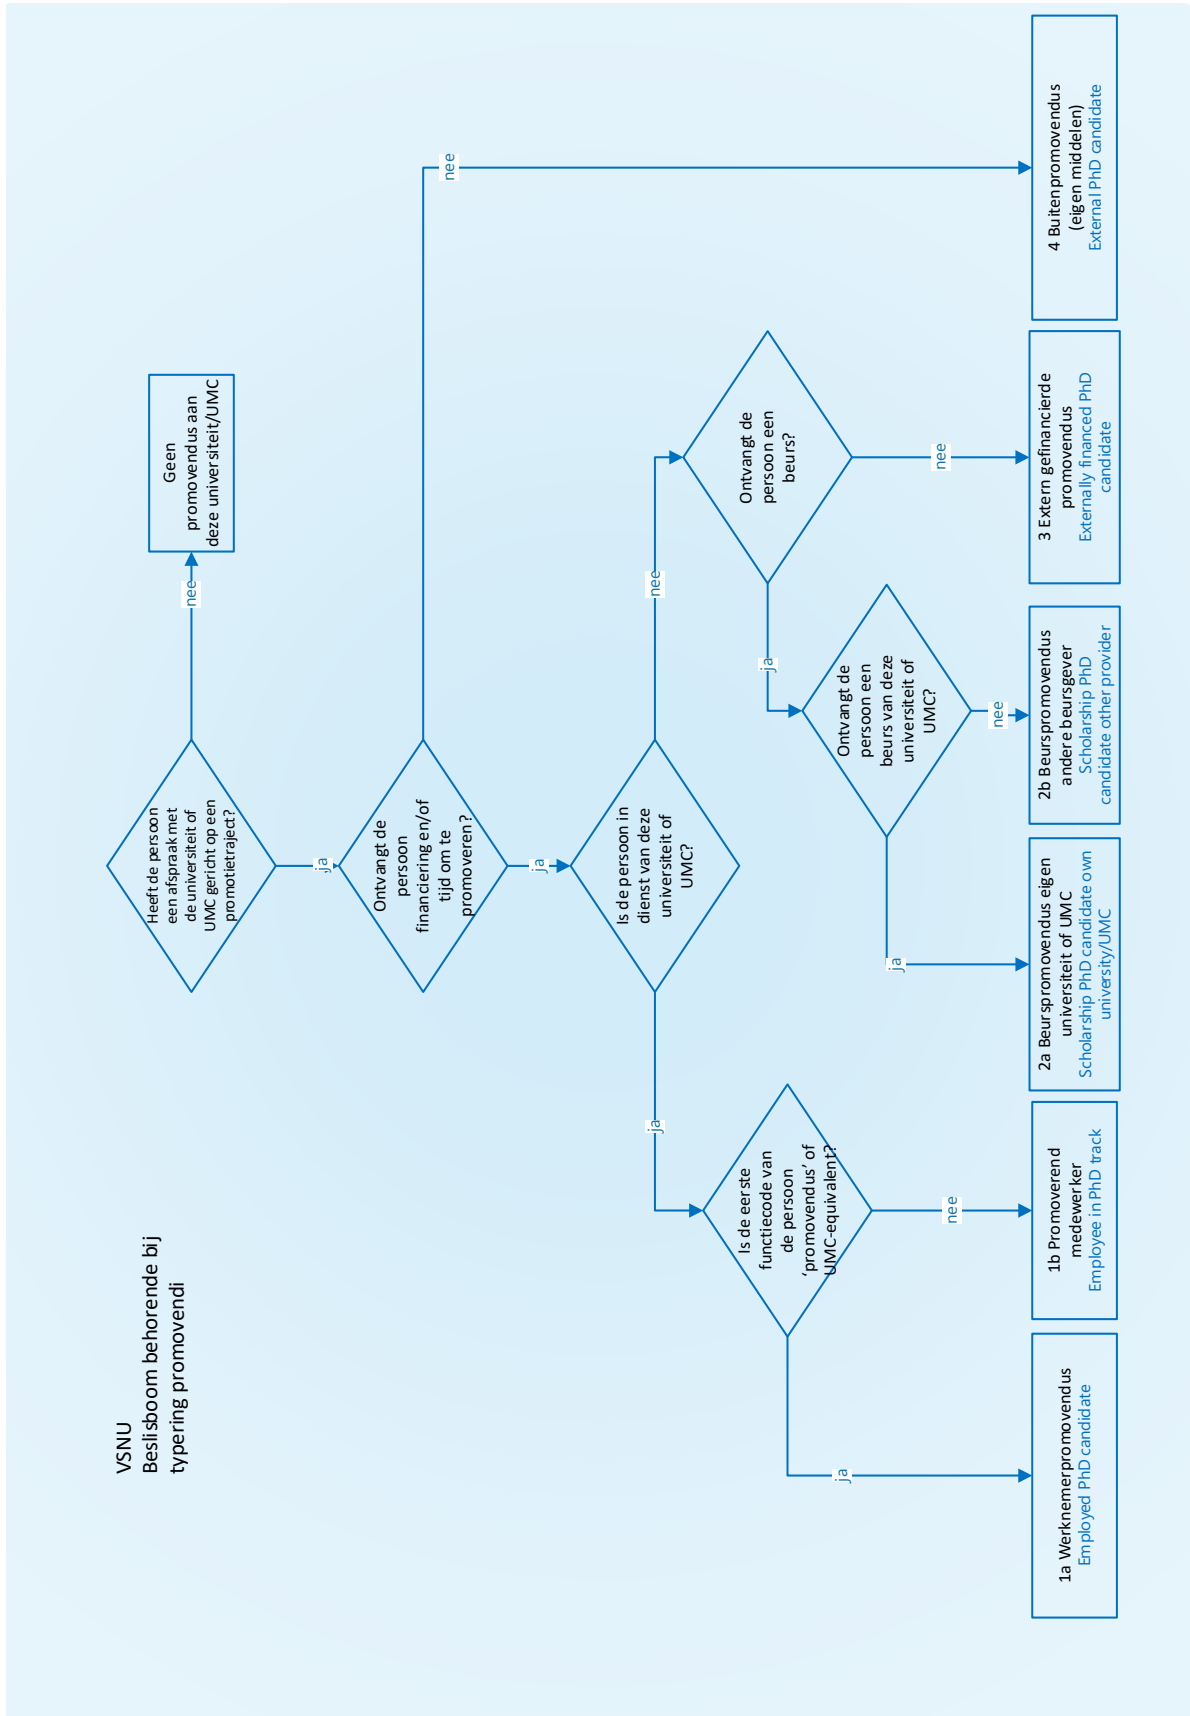 VSNU
Beslisboom behorende bij
typering promovendi
Heeft de persoon
een afspraak met
de universiteit of
UMC gericht op een
promotietraject?
nee
Geen
promovendus aan
deze universiteit/UMC
ja
Ontvangt de
persoon
financiering en/of
tijd om te
promoveren?
nee
ja
Is de persoon in
dienst van deze
universiteit of
UMC?
ja
nee
Is de eerste
functiecode van
de persoon
‘promovendus’ of
UMC-equivalent?
ja
nee
Ontvangt de
persoon een
beurs?
ja
nee
Ontvangt de
persoon een
beurs van deze
universiteit of
UMC?
ja
nee
1a Werknemerpromovendus
Employed PhD candidate
1b Promoverend
medewerker
Employee in PhD track
2a Beurspromovendus eigen
universiteit of UMC
Scholarship PhD candidate own
university/UMC
2b Beurspromovendus
andere beursgever
Scholarship PhD
candidate other provider
3 Extern gefinancierde
promovendus
Externally financed PhD
candidate
4 Buitenpromovendus
(eigen middelen)
External PhD candidate